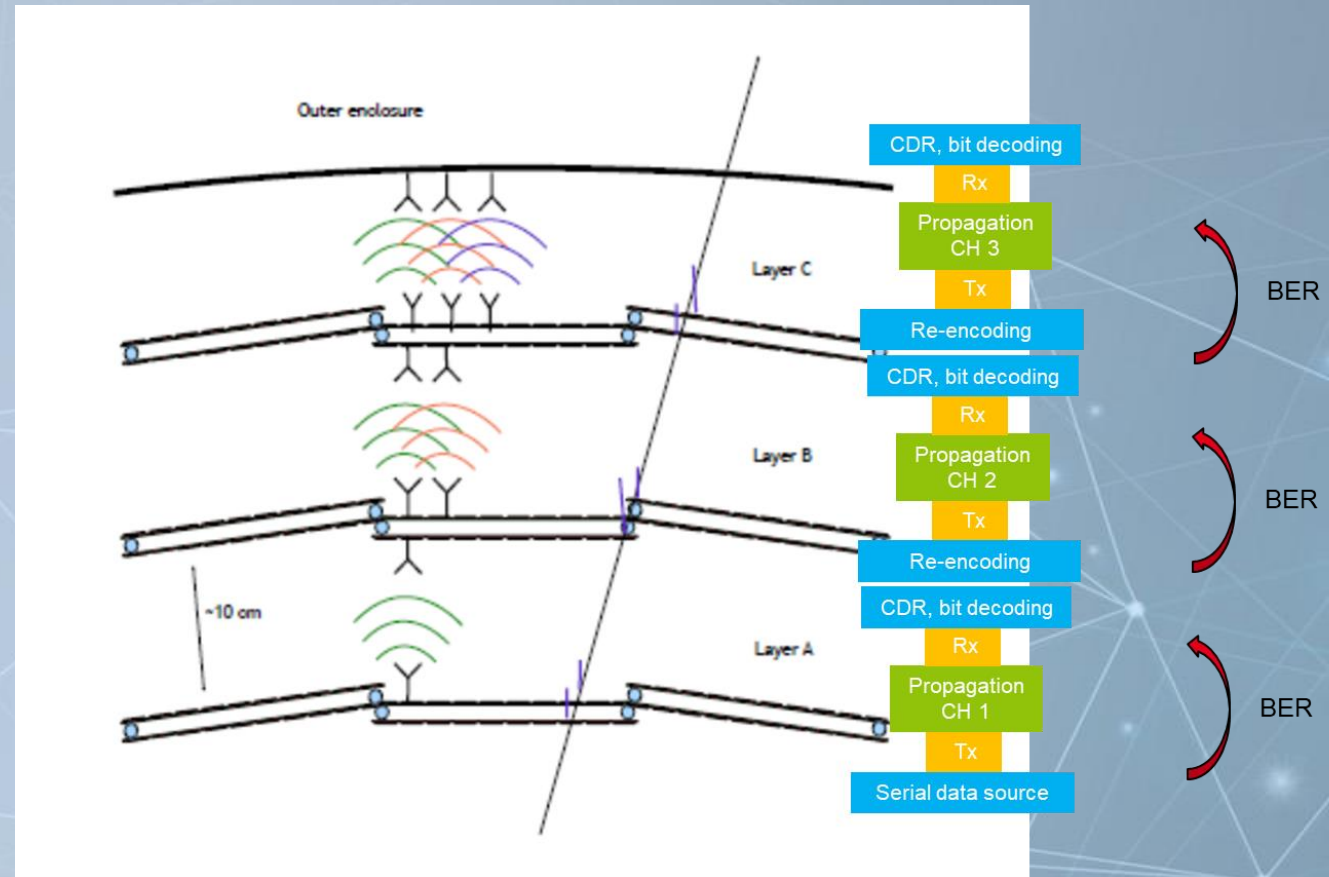 Outer enclosure
CDR, bit decoding
Rx
Propagation
CH 3
Layer C
Tx
Re-encoding
BER
CDR, bit decoding
Rx
Propagation
CH 2
Layer B
Tx
Re-encoding
BER
~10 cm
CDR, bit decoding
Rx
Layer A
Propagation
CH 1
Tx
BER
Serial data source